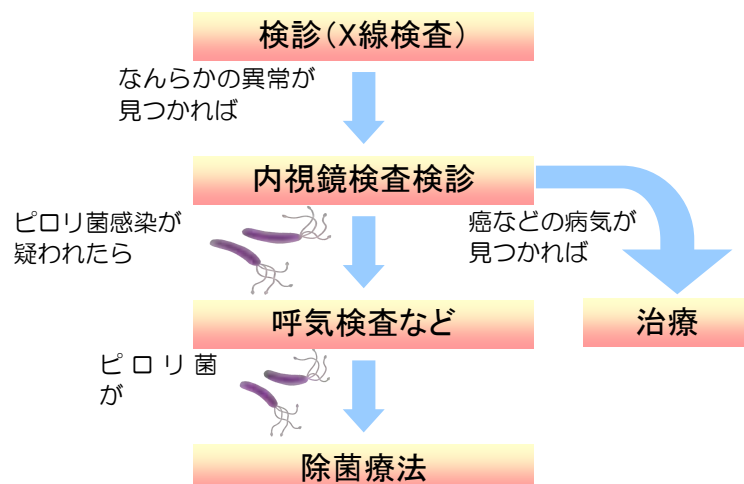 検診（X線検査）
なんらかの異常が
見つかれば
内視鏡検査検診
ピロリ菌感染が
疑われたら
癌などの病気が
見つかれば
呼気検査など
治療
ピロリ菌
が
除菌療法